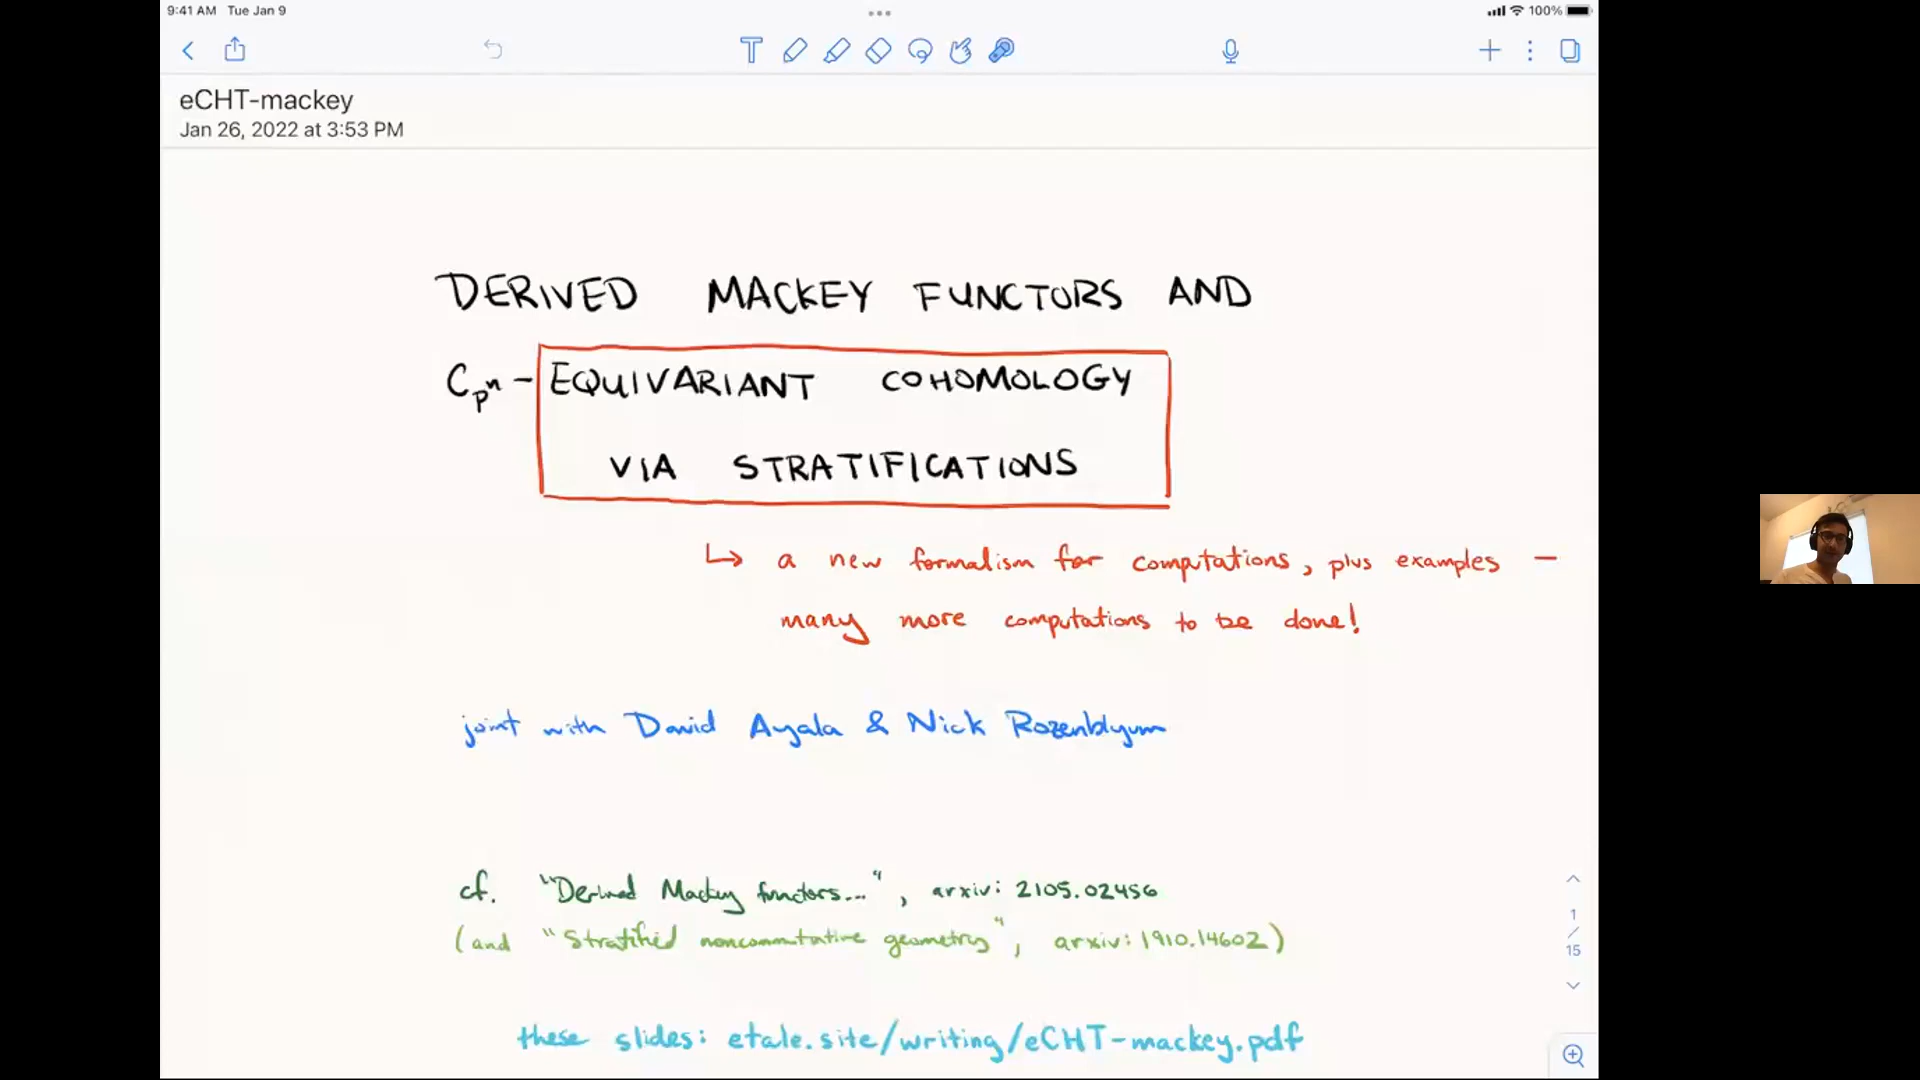 9:41 AM Tue Jan 9
100%
eCHT-mackey
Jan 26, 2022 at 3:53 PM
DERIVED MACKEY FUNCTORS AND
Cpⁿ - EQUIVARIANT COHOMOLOGY
VIA STRATIFICATIONS
↳ a new formalism for computations, plus examples —
many more computations to be done!
joint with David Ayala & Nick Rozenblyum
cf. "Derived Mackey functors...", arxiv: 2105.02456
(and "Stratified noncommutative geometry", arxiv: 1910.14602)
these slides: etale.site/writing/eCHT-mackey.pdf
1
/
15